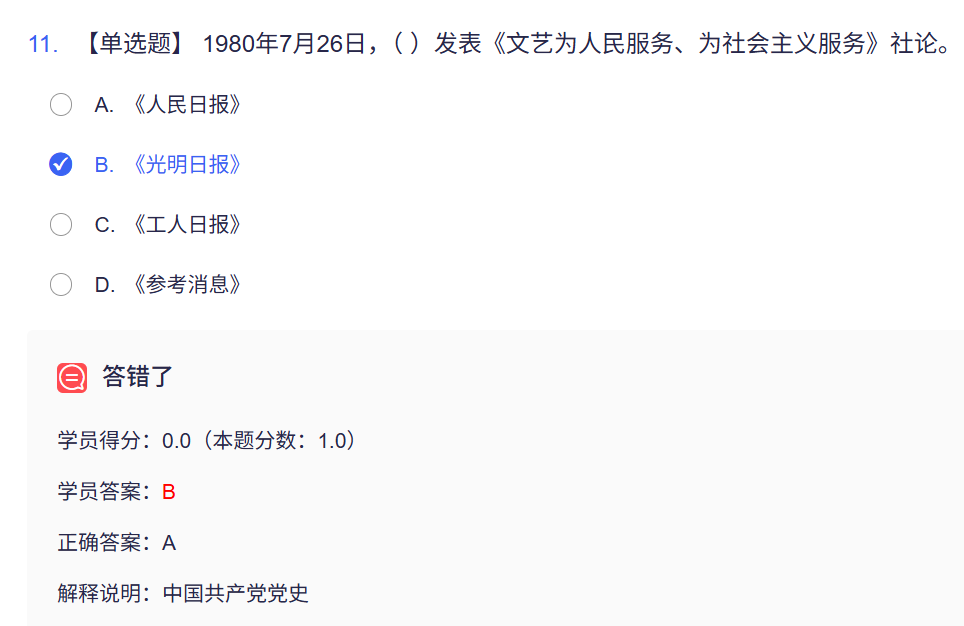 11. 【单选题】 1980年7月26日，（ ）发表《文艺为人民服务、为社会主义服务》社论。
A. 《人民日报》
B. 《光明日报》
C. 《工人日报》
D. 《参考消息》
答错了
学员得分：0.0（本题分数：1.0）
学员答案：B
正确答案：A
解释说明：中国共产党党史